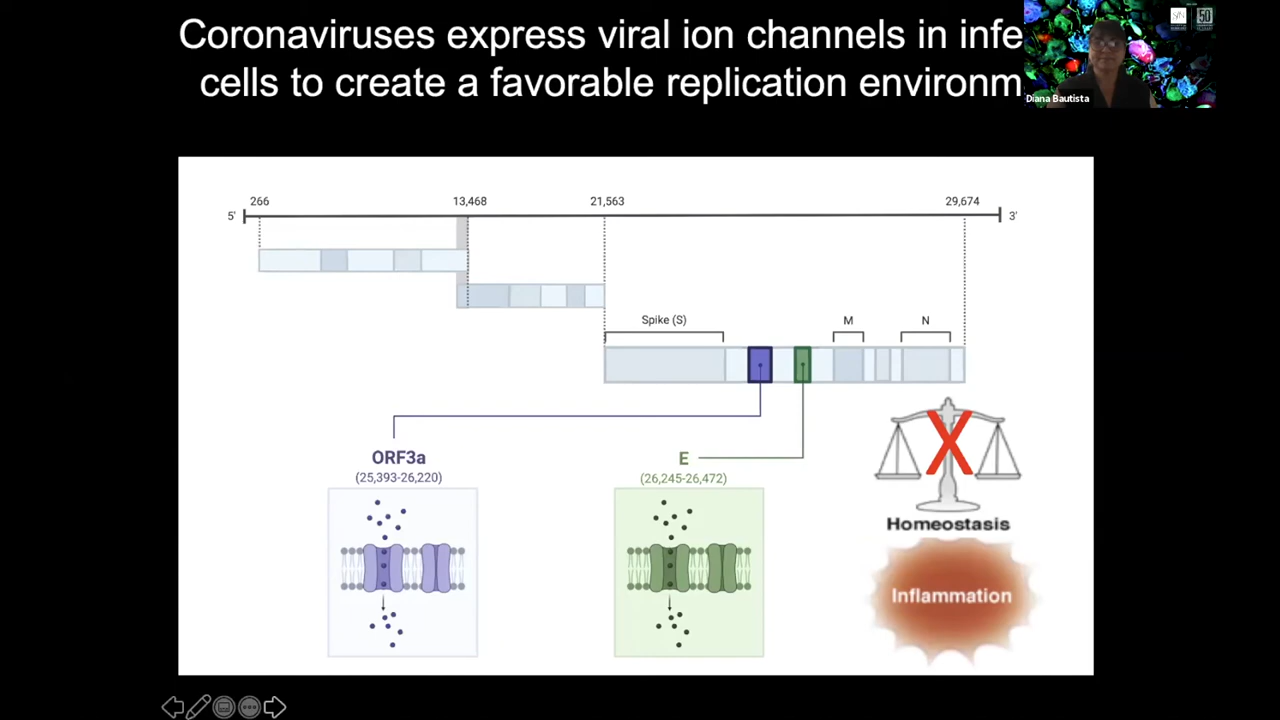 Coronaviruses express viral ion channels in infe
cells to create a favorable replication environm
50
Diana Bautista
266
13,468
21,563
29,674
5'
3'
Spike (S)
M
N
ORF3a
(25,393-26,220)
E
(26,245-26,472)
Homeostasis
Inflammation